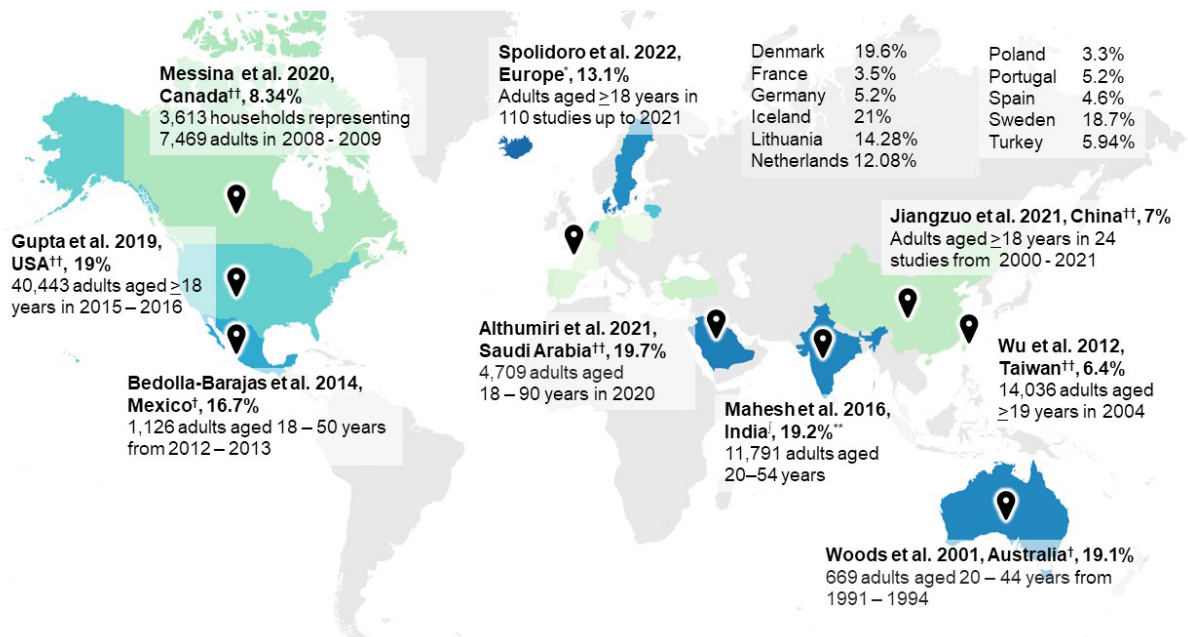 Messina et al. 2020,
Canada††, 8.34%
3,613 households representing
7,469 adults in 2008 - 2009
Spolidoro et al. 2022,
Europe*, 13.1%
Adults aged ≥18 years in
110 studies up to 2021
Denmark 19.6%
France 3.5%
Germany 5.2%
Iceland 21%
Lithuania 14.28%
Netherlands 12.08%
Poland 3.3%
Portugal 5.2%
Spain 4.6%
Sweden 18.7%
Turkey 5.94%
Gupta et al. 2019,
USA††, 19%
40,443 adults aged ≥18
years in 2015 – 2016
Jiangzuo et al. 2021, China††, 7%
Adults aged ≥18 years in 24
studies from 2000 - 2021
Bedolla-Barajas et al. 2014,
Mexico†, 16.7%
1,126 adults aged 18 – 50 years
from 2012 – 2013
Althumiri et al. 2021,
Saudi Arabia††, 19.7%
4,709 adults aged
18 – 90 years in 2020
Mahesh et al. 2016,
India∫, 19.2%**
11,791 adults aged
20–54 years
Wu et al. 2012,
Taiwan††, 6.4%
14,036 adults aged
≥19 years in 2004
Woods et al. 2001, Australia†, 19.1%
669 adults aged 20 – 44 years from
1991 – 1994